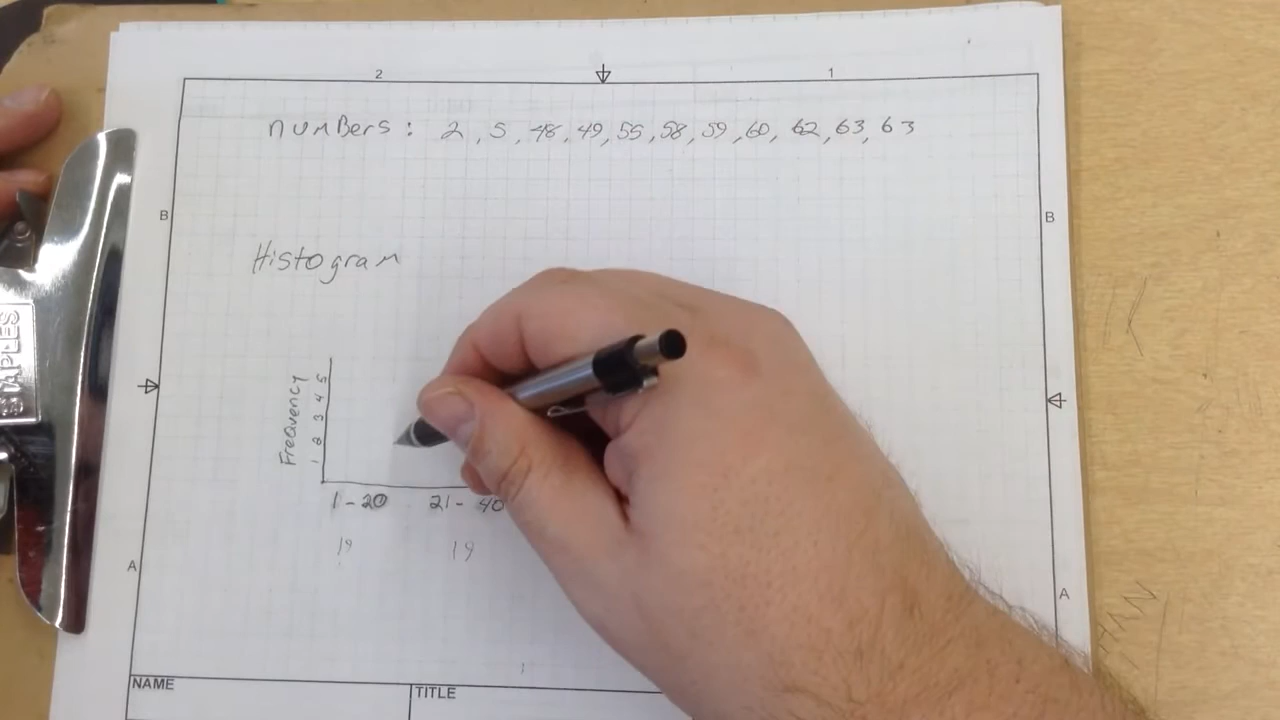 2 1
numbers: 2, 5, 48, 49, 55, 58, 59, 60, 62, 63, 63
B B
Histogram
STAPLES
Frequency
5
4
3
2
1
1-20 21-40
19 19
A A
NAME TITLE